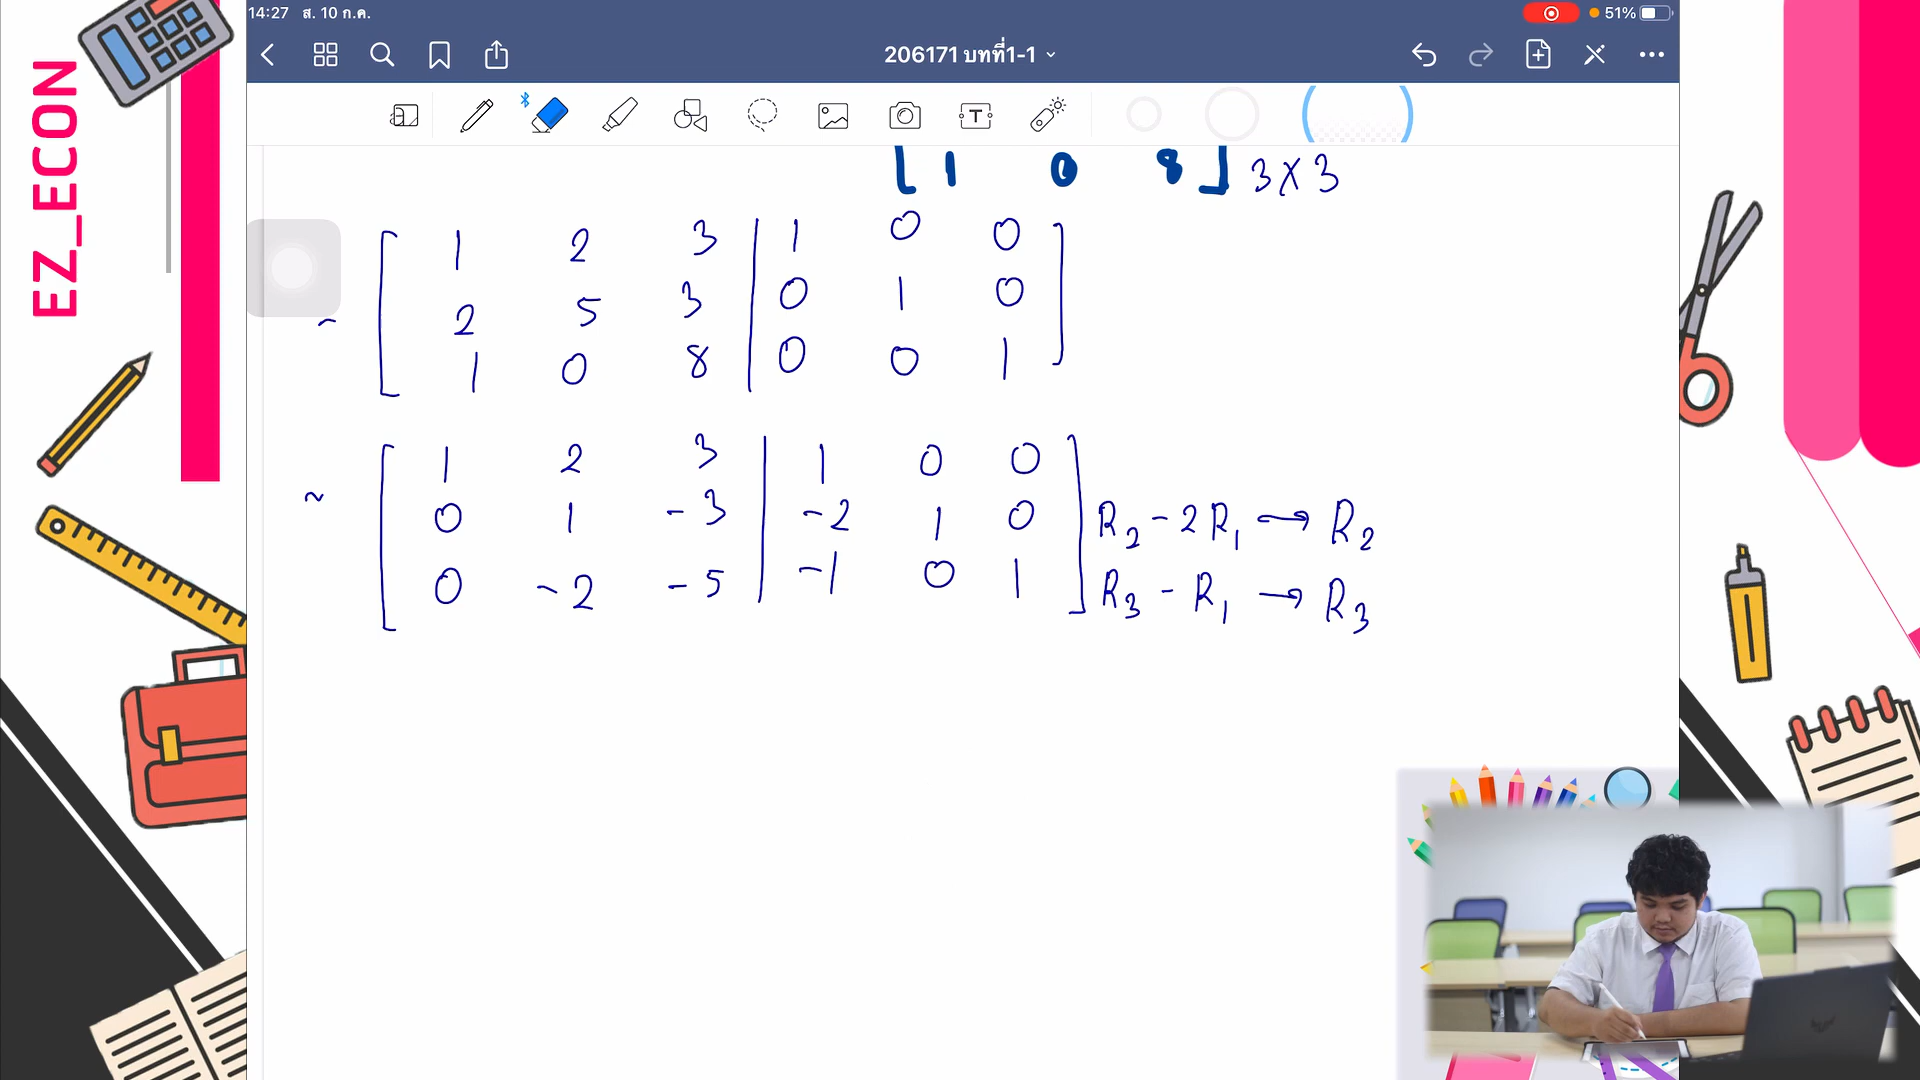 14:27 ส. 10 ก.ค. 51%
206171 บทที่1-1
EZ_ECON
T
1 0 8 3×3
1 2 3 | 1 0 0
~ 2 5 3 | 0 1 0
1 0 8 | 0 0 1
1 2 3 | 1 0 0
~ 0 1 -3 | -2 1 0 R2 - 2R1 → R2
0 -2 -5 | -1 0 1 R3 - R1 → R3